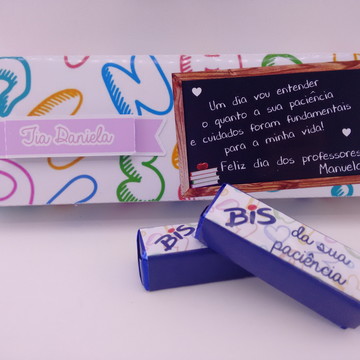 Tia Daniela
Um dia vou entender
o quanto a sua paciência
e cuidados foram fundamentais
para a minha vida!
Feliz dia dos professores
Manuela
BIS
BIS
da sua
paciência